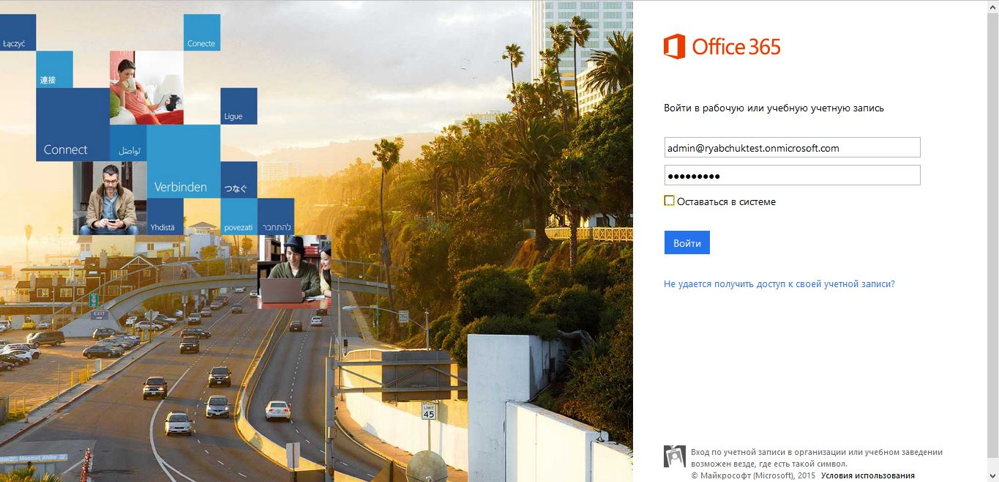 Łączyć
Conecte
連接
Ligue
Connect
تَواصَل
Verbinden
つなぐ
Yhdistä
povezati
להתחבר
EXIT
LIMIT
45
Office 365
Войти в рабочую или учебную учетную запись
admin@ryabchuktest.onmicrosoft.com
●●●●●●●●●
Оставаться в системе
Войти
Не удается получить доступ к своей учетной записи?
Вход по учетной записи в организации или учебном заведении
возможен везде, где есть такой символ.
© Майкрософт (Microsoft), 2015 Условия использования